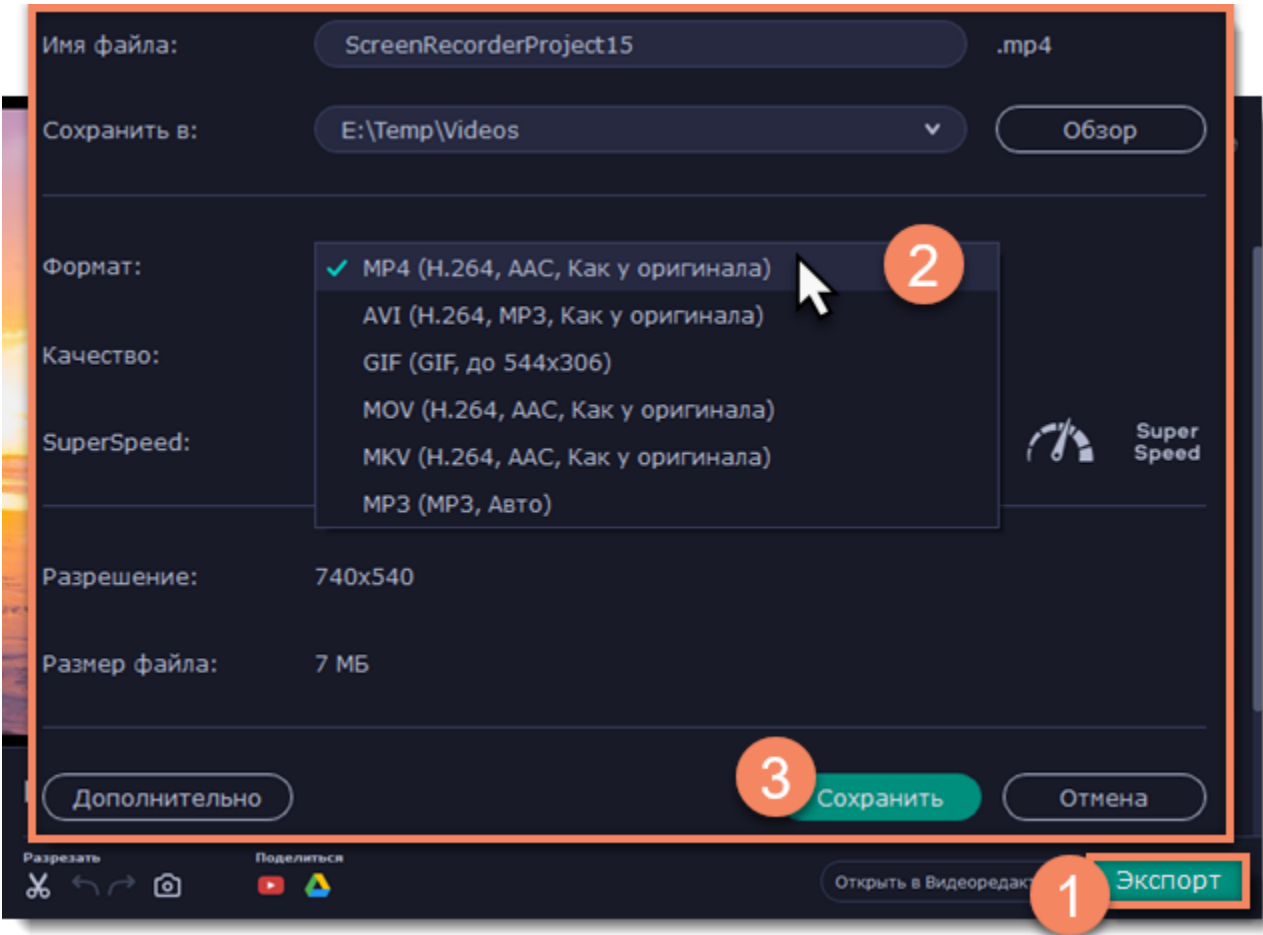 Имя файла: ScreenRecorderProject15 .mp4
Сохранить в: E:\Temp\Videos Обзор
Формат: MP4 (H.264, AAC, Как у оригинала) 2
AVI (H.264, MP3, Как у оригинала)
Качество: GIF (GIF, до 544x306)
MOV (H.264, AAC, Как у оригинала)
SuperSpeed: MKV (H.264, AAC, Как у оригинала) Super Speed
MP3 (MP3, Авто)
Разрешение: 740x540
Размер файла: 7 МБ
Дополнительно 3 Сохранить Отмена
Разрезать Поделиться
Открыть в Видеоредакт 1 Экспорт